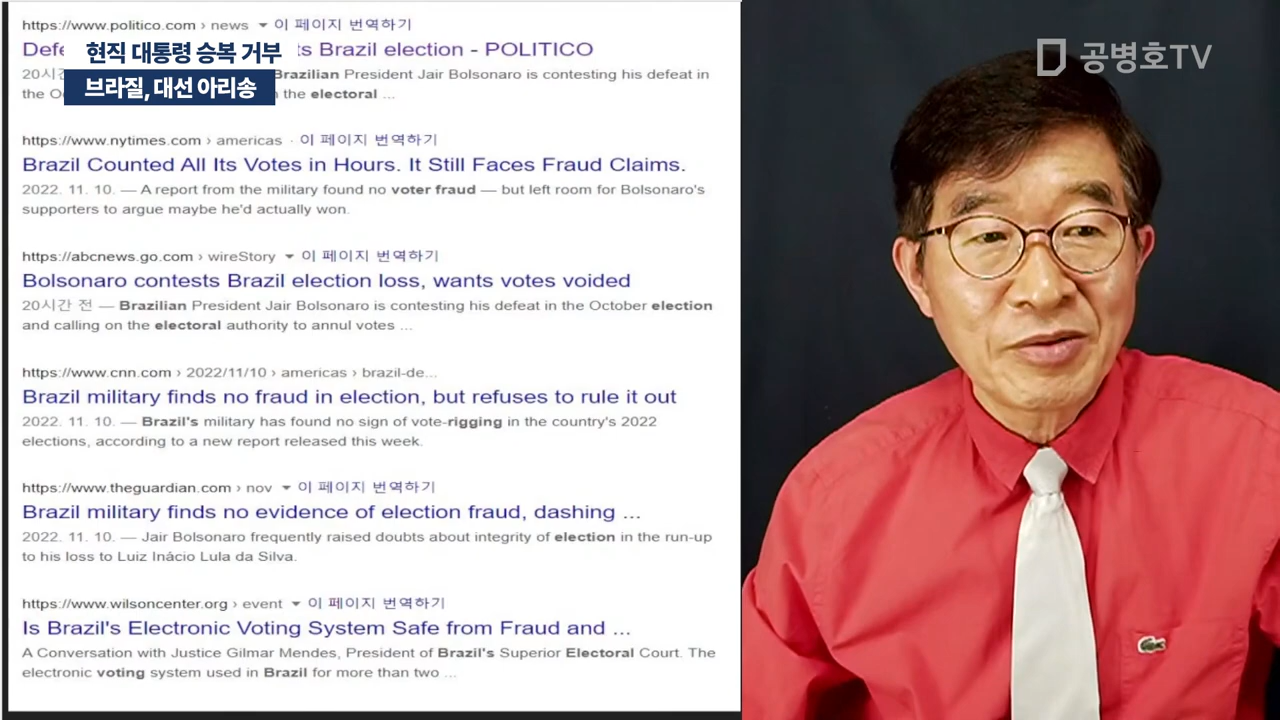 https://www.politico.com › news ▾ 이 페이지 번역하기
현직 대통령 승복 거부
브라질, 대선 아리송
공병호TV
ts Brazil election - POLITICO
Brazilian President Jair Bolsonaro is contesting his defeat in
the electoral ...
https://www.nytimes.com › americas · 이 페이지 번역하기
Brazil Counted All Its Votes in Hours. It Still Faces Fraud Claims.
2022. 11. 10. — A report from the military found no voter fraud — but left room for Bolsonaro's
supporters to argue maybe he'd actually won.
https://abcnews.go.com › wireStory ▾ 이 페이지 번역하기
Bolsonaro contests Brazil election loss, wants votes voided
20시간 전 — Brazilian President Jair Bolsonaro is contesting his defeat in the October election
and calling on the electoral authority to annul votes ...
https://www.cnn.com › 2022/11/10 › americas › brazil-de...
Brazil military finds no fraud in election, but refuses to rule it out
2022. 11. 10. — Brazil's military has found no sign of vote-rigging in the country's 2022
elections, according to a new report released this week.
https://www.theguardian.com › nov ▾ 이 페이지 번역하기
Brazil military finds no evidence of election fraud, dashing ...
2022. 11. 10. — Jair Bolsonaro frequently raised doubts about integrity of election in the run-up
to his loss to Luiz Inácio Lula da Silva.
https://www.wilsoncenter.org › event ▾ 이 페이지 번역하기
Is Brazil's Electronic Voting System Safe from Fraud and ...
A Conversation with Justice Gilmar Mendes, President of Brazil's Superior Electoral Court. The
electronic voting system used in Brazil for more than two ...